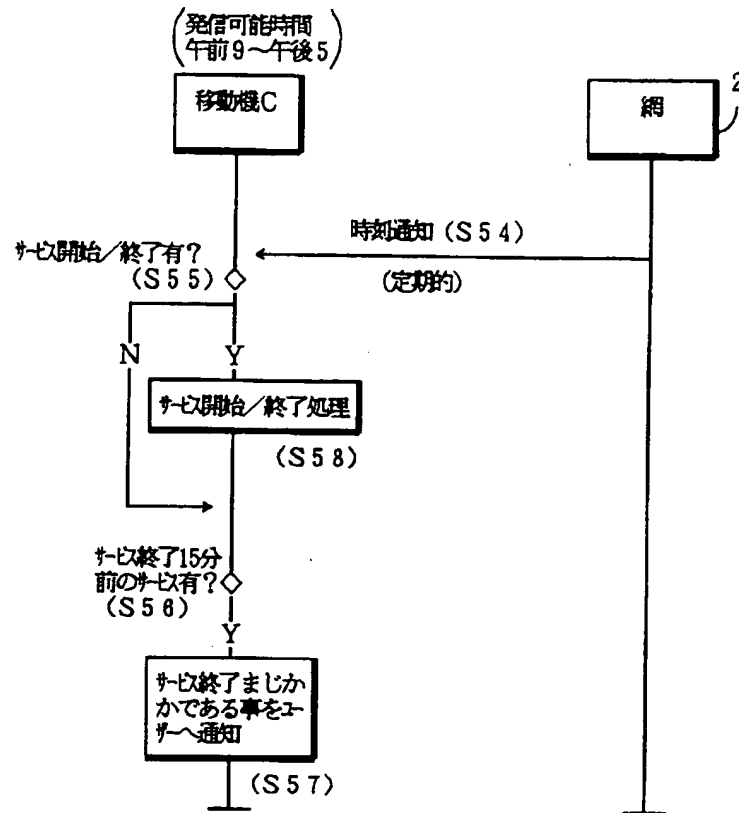 発信可能時間
午前9～午後5
移動機C
網
2
時刻通知(S54)
(定期的)
サービス開始/終了有?
(S55)
N
Y
サービス開始/終了処理
(S58)
サービス終了15分
前のサービス有?
(S56)
Y
サービス終了まじか
かである事をユー
ザーへ通知
(S57)